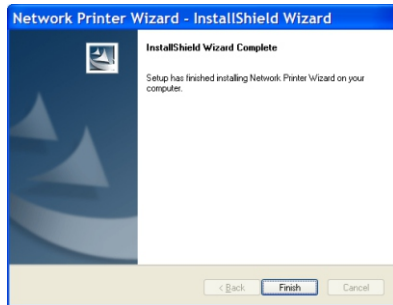 Network Printer Wizard - InstallShield Wizard
InstallShield Wizard Complete
Setup has finished installing Network Printer Wizard on your
computer.
< Back Finish Cancel